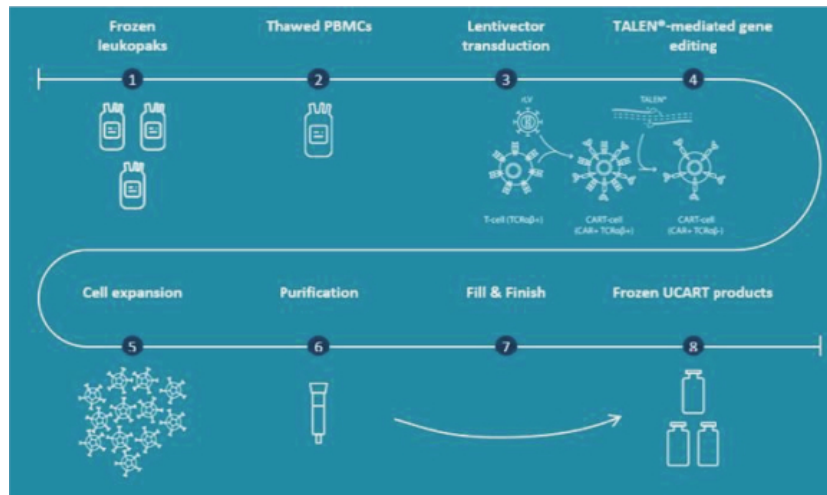 Frozen
leukopaks
Thawed PBMCs
Lentivector
transduction
TALEN®-mediated gene
editing
1
2
3
4
rLV
TALEN®
T-cell (TCRαβ+)
CART-cell
(CAR+ TCRαβ+)
CART-cell
(CAR+ TCRαβ-)
Cell expansion
Purification
Fill & Finish
Frozen UCART products
5
6
7
8